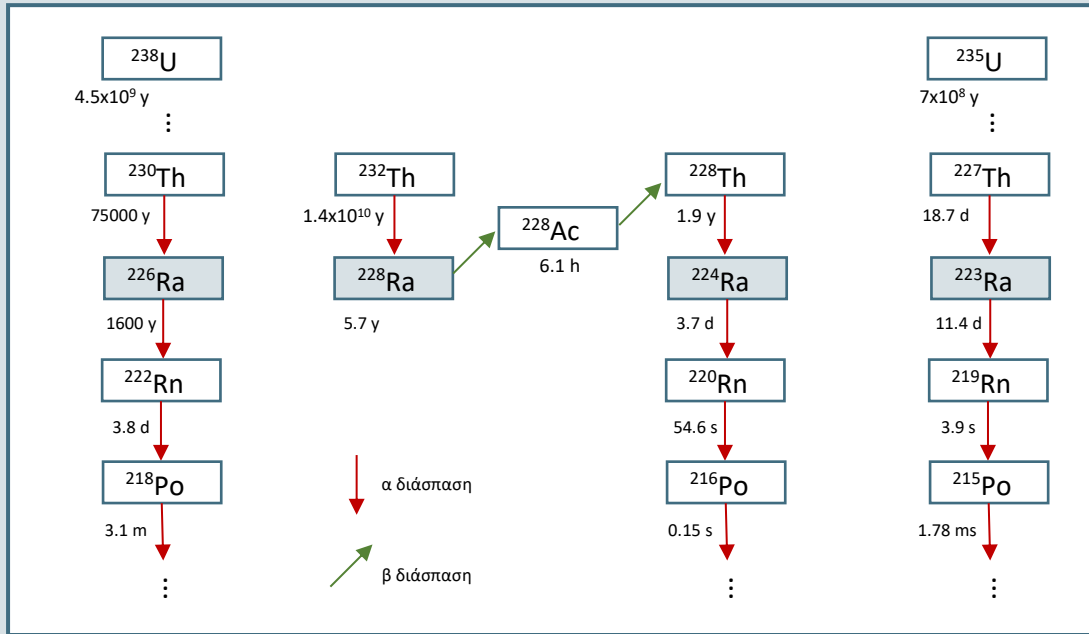 ²³⁸U
4.5x10⁹ y
⋮
²³⁰Th
75000 y
²²⁶Ra
1600 y
²²²Rn
3.8 d
²¹⁸Po
3.1 m
⋮
²³²Th
1.4x10¹⁰ y
²²⁸Ra
5.7 y
²²⁸Ac
6.1 h
²²⁸Th
1.9 y
²²⁴Ra
3.7 d
²²⁰Rn
54.6 s
²¹⁶Po
0.15 s
⋮
²³⁵U
7x10⁸ y
⋮
²²⁷Th
18.7 d
²²³Ra
11.4 d
²¹⁹Rn
3.9 s
²¹⁵Po
1.78 ms
⋮
α διάσπαση
β διάσπαση